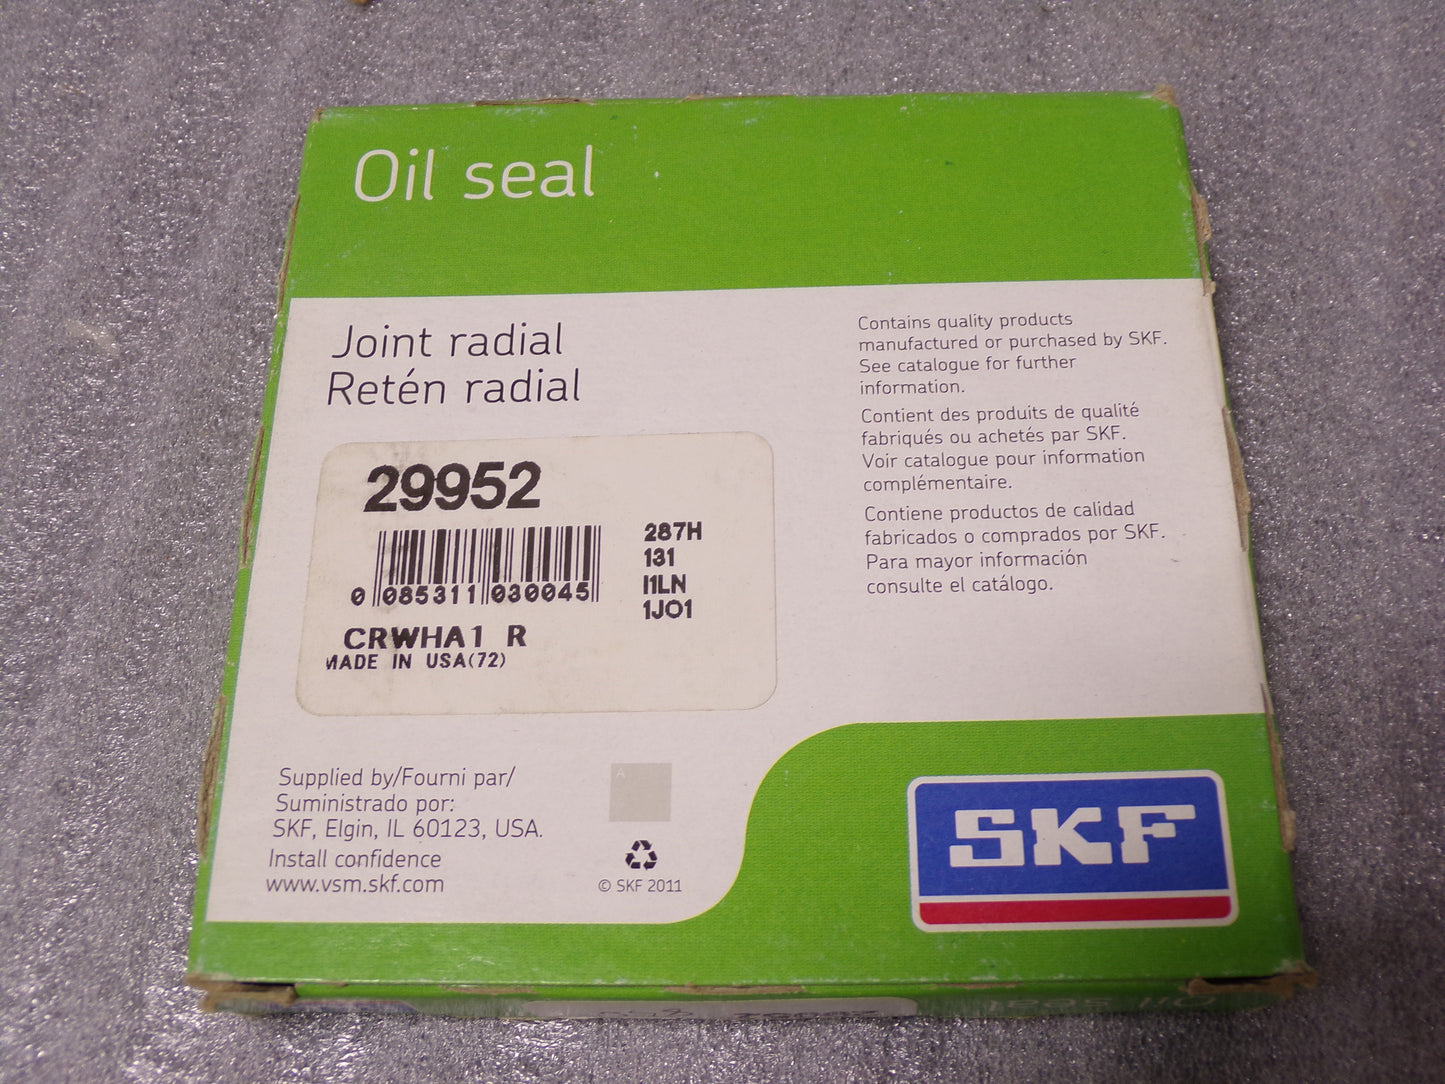 Oil seal
Joint radial
Retén radial
29952
0 085311 030045
287H
131
I1LN
1JO1
CRWHA1 R
MADE IN USA(72)
Contains quality products
manufactured or purchased by SKF.
See catalogue for further
information.
Contient des produits de qualité
fabriqués ou achetés par SKF.
Voir catalogue pour information
complémentaire.
Contiene productos de calidad
fabricados o comprados por SKF.
Para mayor información
consulte el catálogo.
Supplied by/Fourni par/
Suministrado por:
SKF, Elgin, IL 60123, USA.
Install confidence
www.vsm.skf.com
A
© SKF 2011
SKF
Oil seal